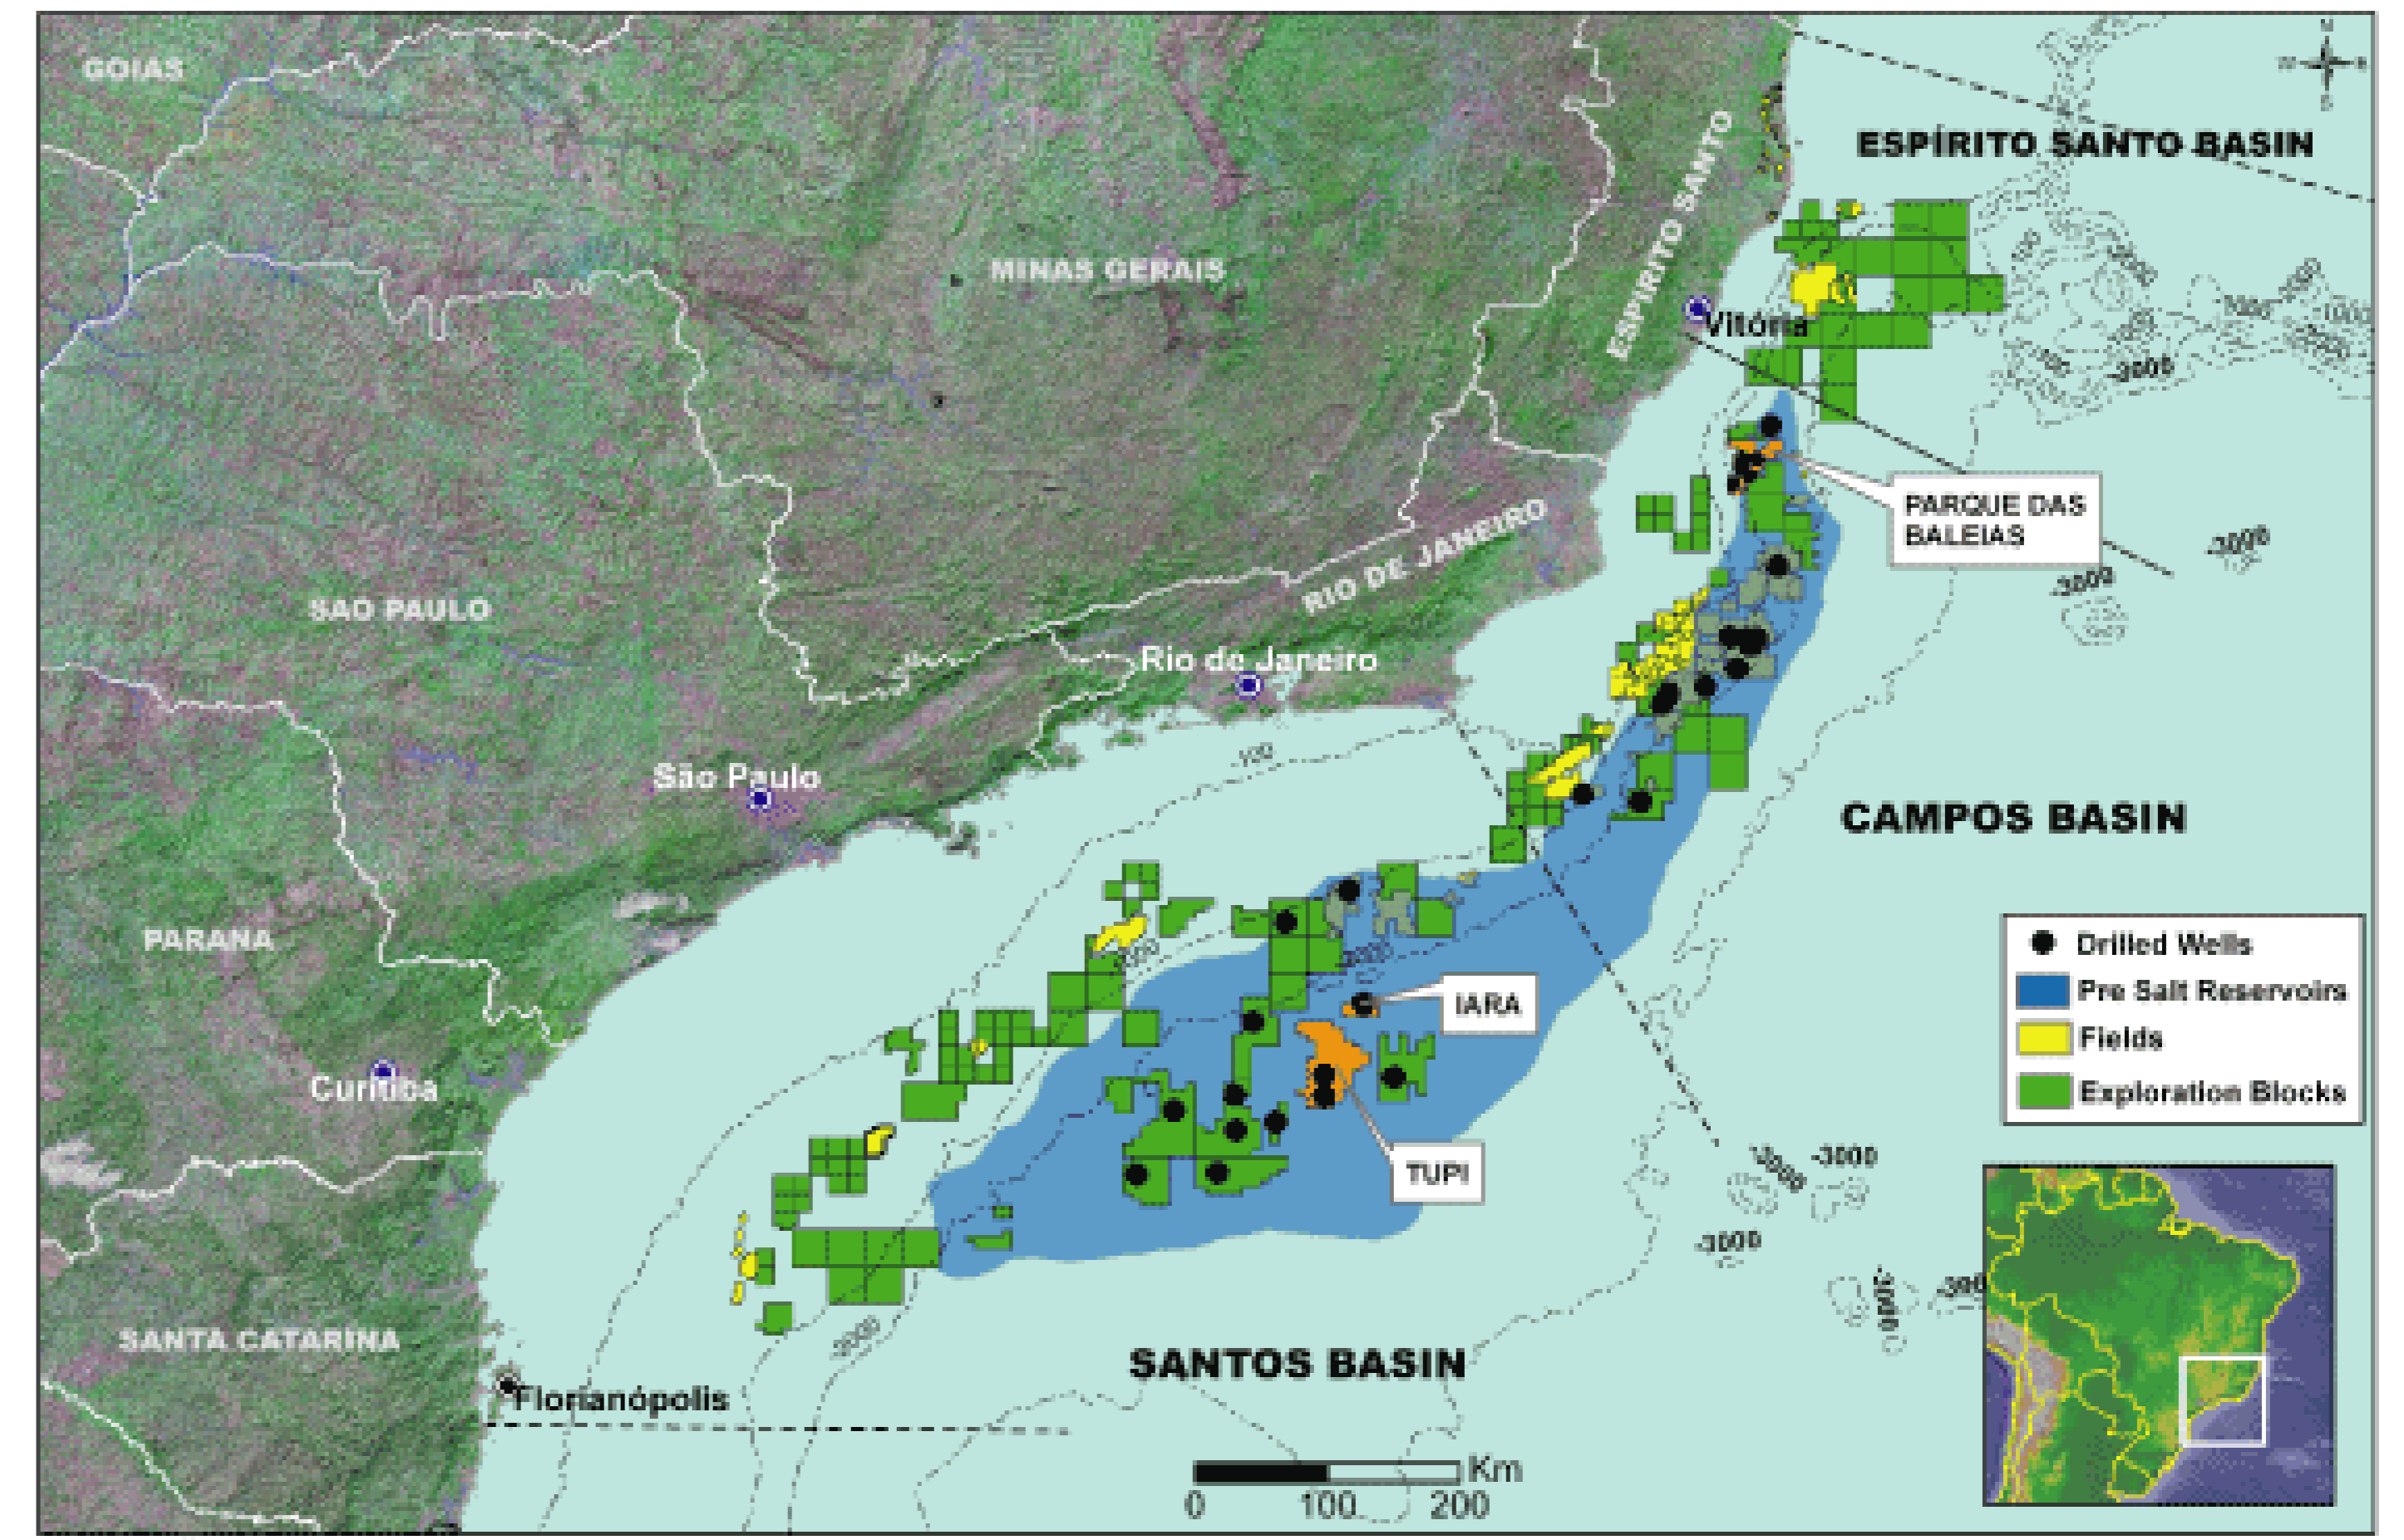 GOIAS
ESPÍRITO SANTO BASIN
ESPIRITO SANTO
MINAS GERAIS
Vitória
-2000
PARQUE DAS
BALEIAS
-3000
-3000
RIO DE JANEIRO
SAO PAULO
Rio de Janeiro
100
São Paulo
CAMPOS BASIN
PARANA
Drilled Wells
Pre Salt Reservoirs
Fields
Exploration Blocks
IARA
Curitiba
TUPI
-3000
-3000
SANTA CATARINA
SANTOS BASIN
Florianópolis
Km
0 100 200